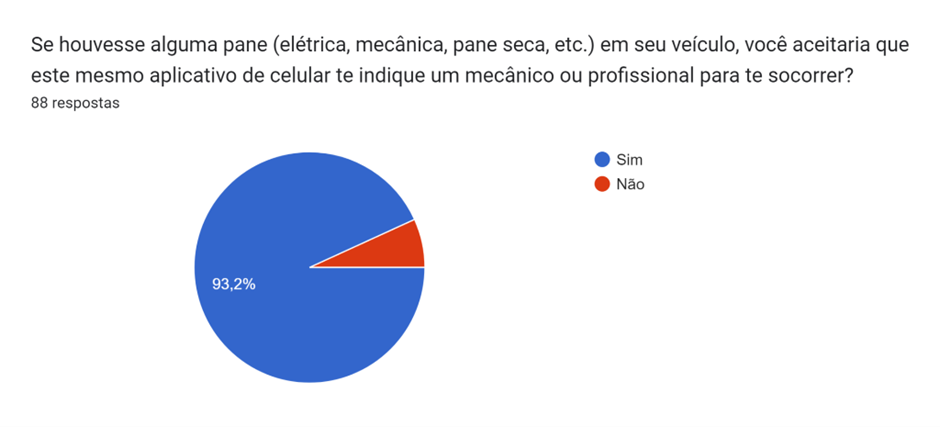 Se houvesse alguma pane (elétrica, mecânica, pane seca, etc.) em seu veículo, você aceitaria que
este mesmo aplicativo de celular te indique um mecânico ou profissional para te socorrer?
88 respostas
Sim
Não
93,2%